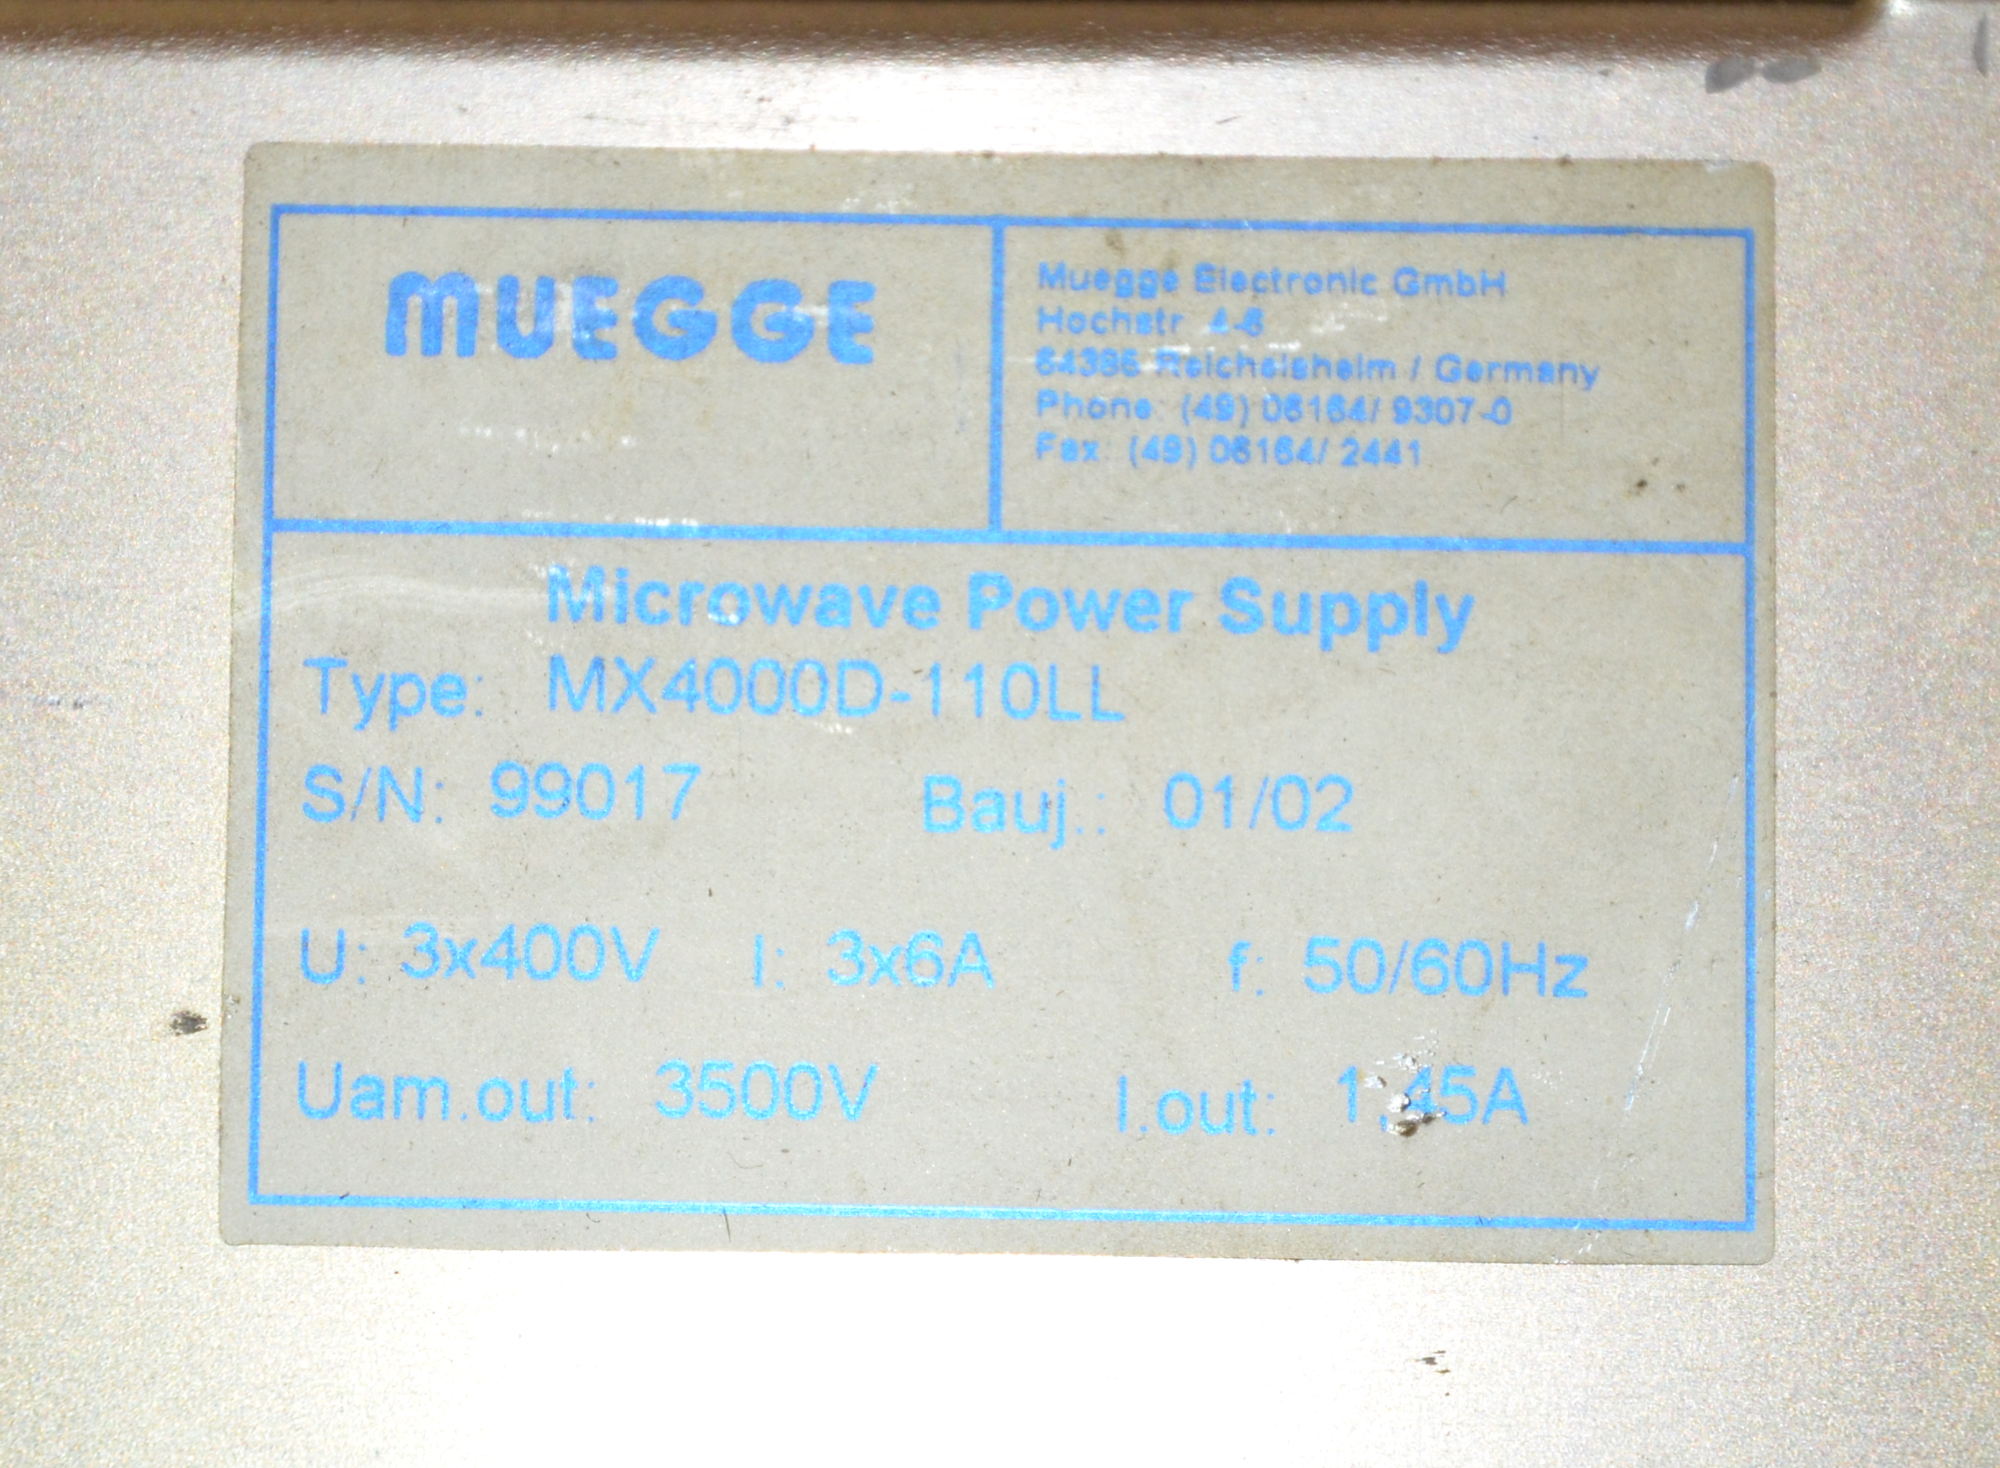 MUEGGE
Muegge Electronic GmbH
Hochstr. 4-6
64386 Reichelsheim / Germany
Phone: (49) 06164/ 9307-0
Fax: (49) 06164/ 2441
Microwave Power Supply
Type: MX4000D-110LL
S/N: 99017 Bauj.: 01/02
U: 3x400V I: 3x6A f: 50/60Hz
Uam.out: 3500V I.out: 1,45A